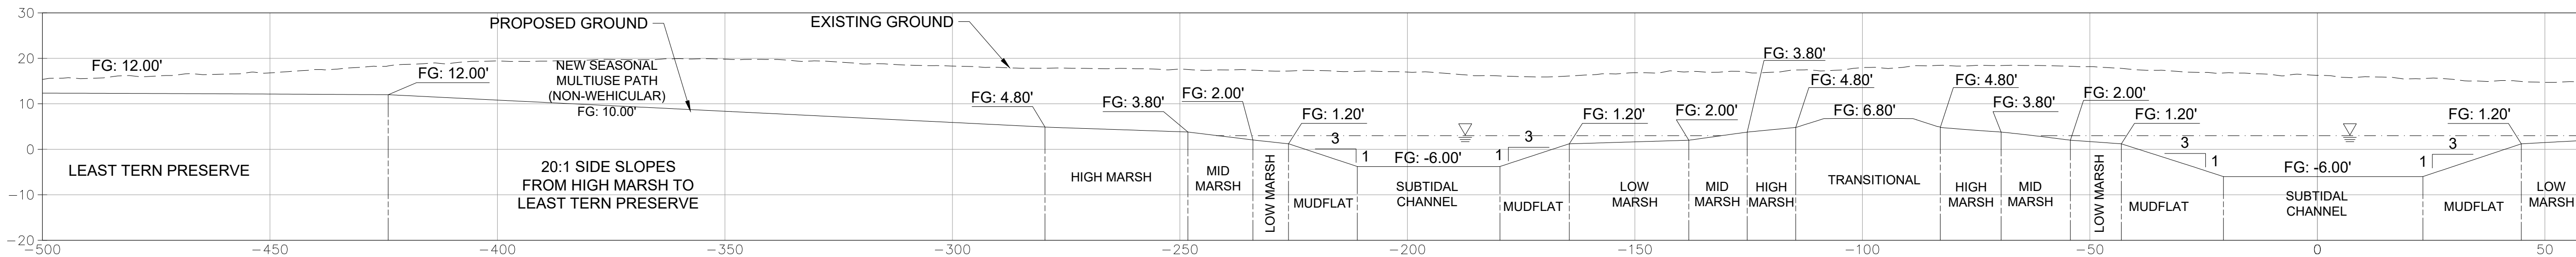 30
20
10
0
-10
-20
PROPOSED GROUND
EXISTING GROUND
FG: 12.00'
FG: 12.00'
NEW SEASONAL
MULTIUSE PATH
(NON-WEHICULAR)
FG: 10.00'
FG: 4.80'
FG: 3.80'
FG: 2.00'
FG: 1.20'
3
1
FG: -6.00'
3
1
FG: 1.20'
FG: 2.00'
FG: 3.80'
FG: 4.80'
FG: 6.80'
FG: 4.80'
FG: 3.80'
FG: 2.00'
FG: 1.20'
3
1
FG: -6.00'
3
1
FG: 1.20'
LEAST TERN PRESERVE
20:1 SIDE SLOPES
FROM HIGH MARSH TO
LEAST TERN PRESERVE
HIGH MARSH
MID
MARSH
LOW MARSH
MUDFLAT
SUBTIDAL
CHANNEL
MUDFLAT
LOW
MARSH
MID
MARSH
HIGH
MARSH
TRANSITIONAL
HIGH
MARSH
MID
MARSH
LOW MARSH
MUDFLAT
SUBTIDAL
CHANNEL
MUDFLAT
LOW
MARSH
-500
-450
-400
-350
-300
-250
-200
-150
-100
-50
0
50